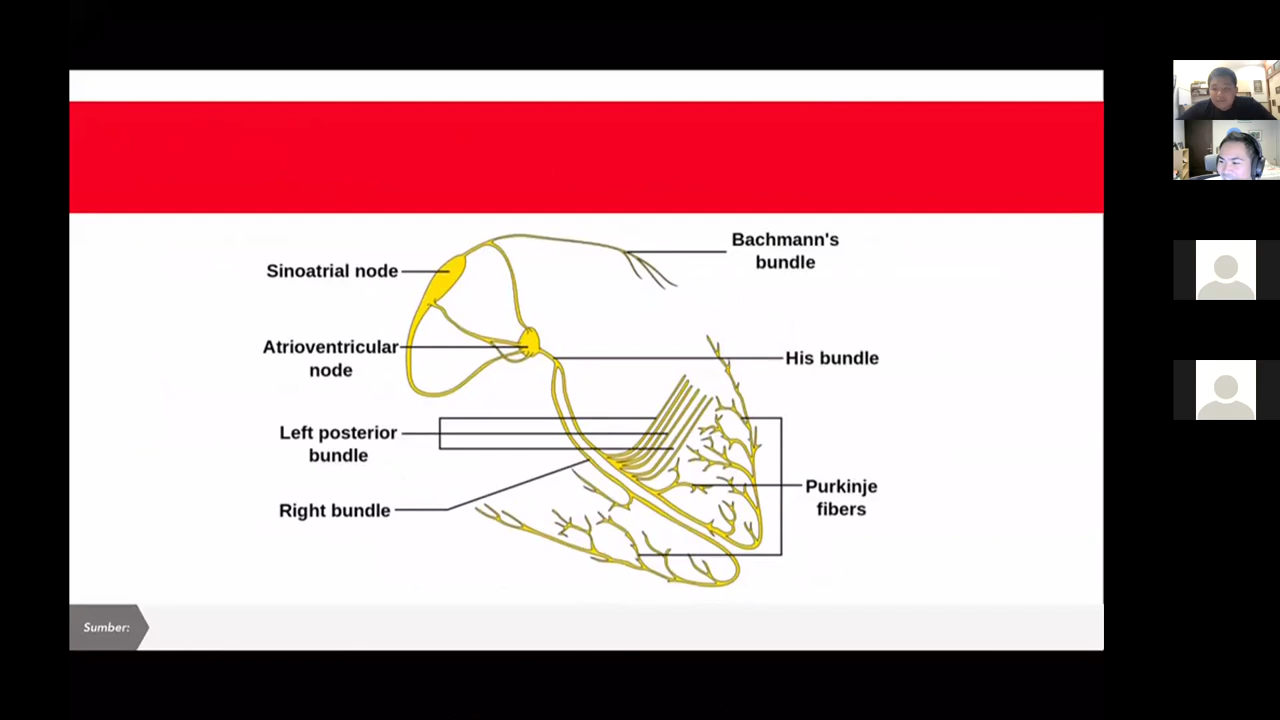 Bachmann's
bundle
Sinoatrial node
Atrioventricular
node
His bundle
Left posterior
bundle
Purkinje
fibers
Right bundle
Sumber: